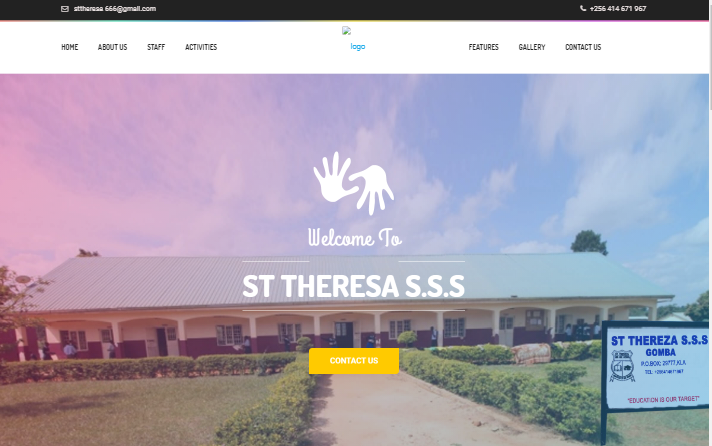 sttheresa 666@gmail.com
+256 414 671 967
HOME ABOUT US STAFF ACTIVITIES
logo
FEATURES GALLERY CONTACT US
Welcome To
ST THERESA S.S.S
CONTACT US
ST THEREZA S.S.S
GOMBA
P.O.BOX, 29777,K'LA
TEL: +256414671967
"EDUCATION IS OUR TARGET"